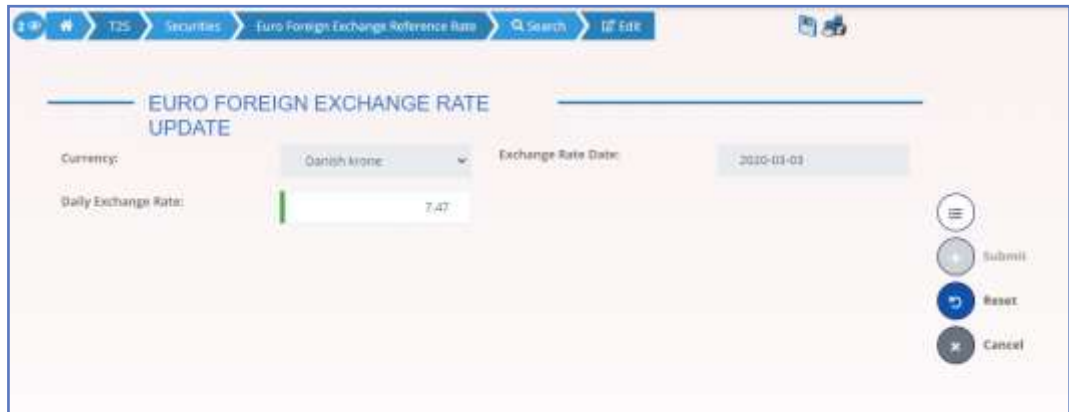 T2S Securities Euro Foreign Exchange Reference Rate Search Edit
EURO FOREIGN EXCHANGE RATE
UPDATE
Currency: Danish krone Exchange Rate Date: 2020-03-03
Daily Exchange Rate: 7.47
Submit
Reset
Cancel